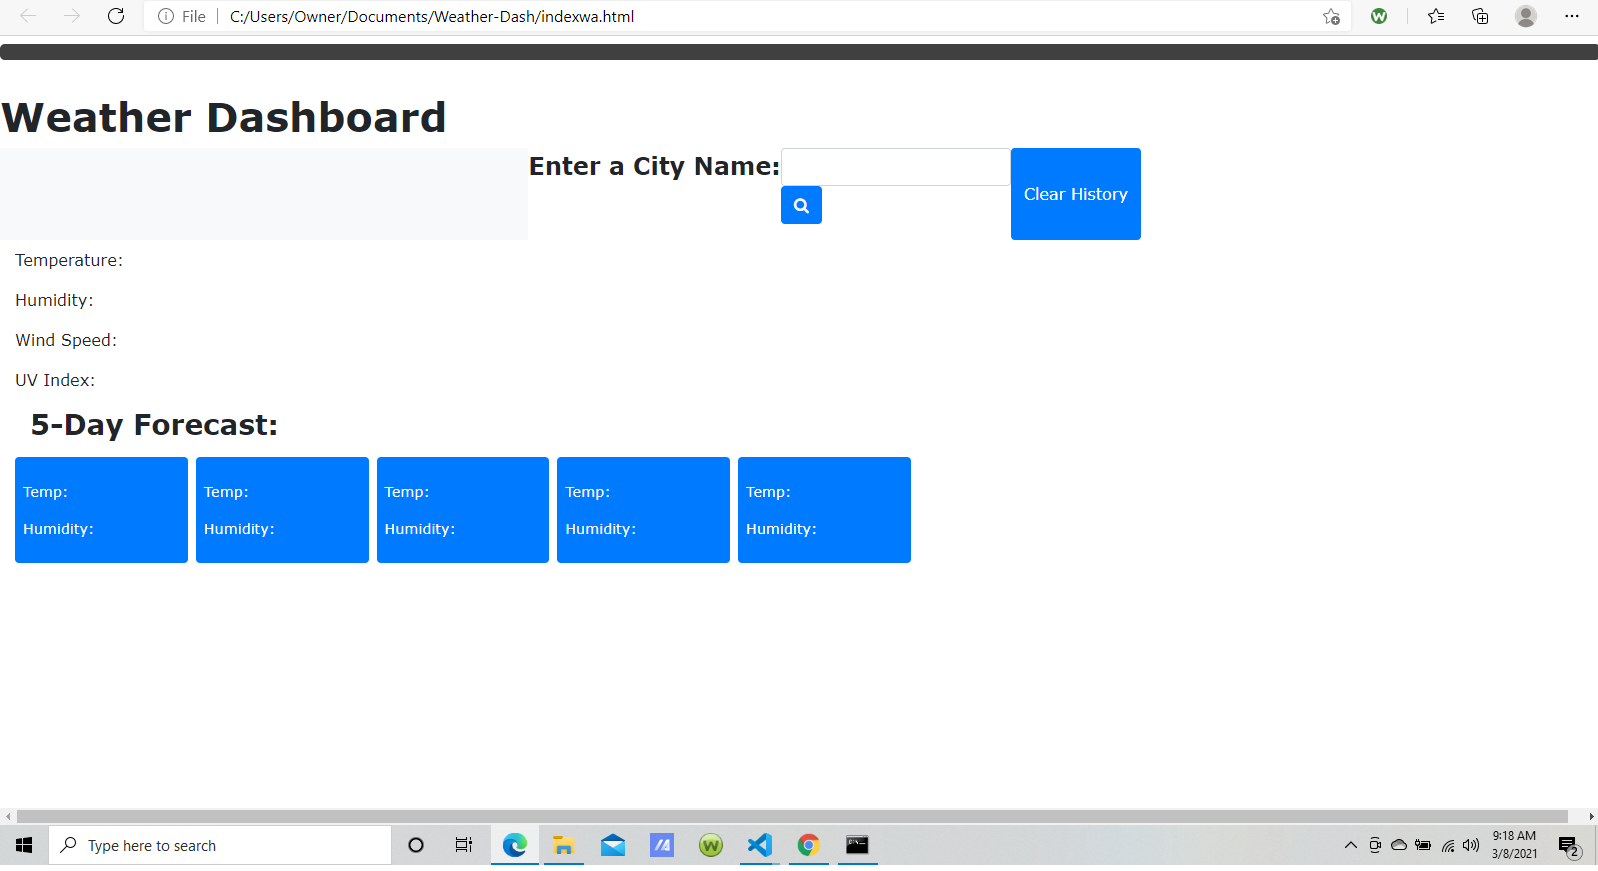 File C:/Users/Owner/Documents/Weather-Dash/indexwa.html
Weather Dashboard
Enter a City Name:
Clear History
Temperature:
Humidity:
Wind Speed:
UV Index:
5-Day Forecast:
Temp: Temp: Temp: Temp: Temp:
Humidity: Humidity: Humidity: Humidity: Humidity:
Type here to search
9:18 AM
3/8/2021
2